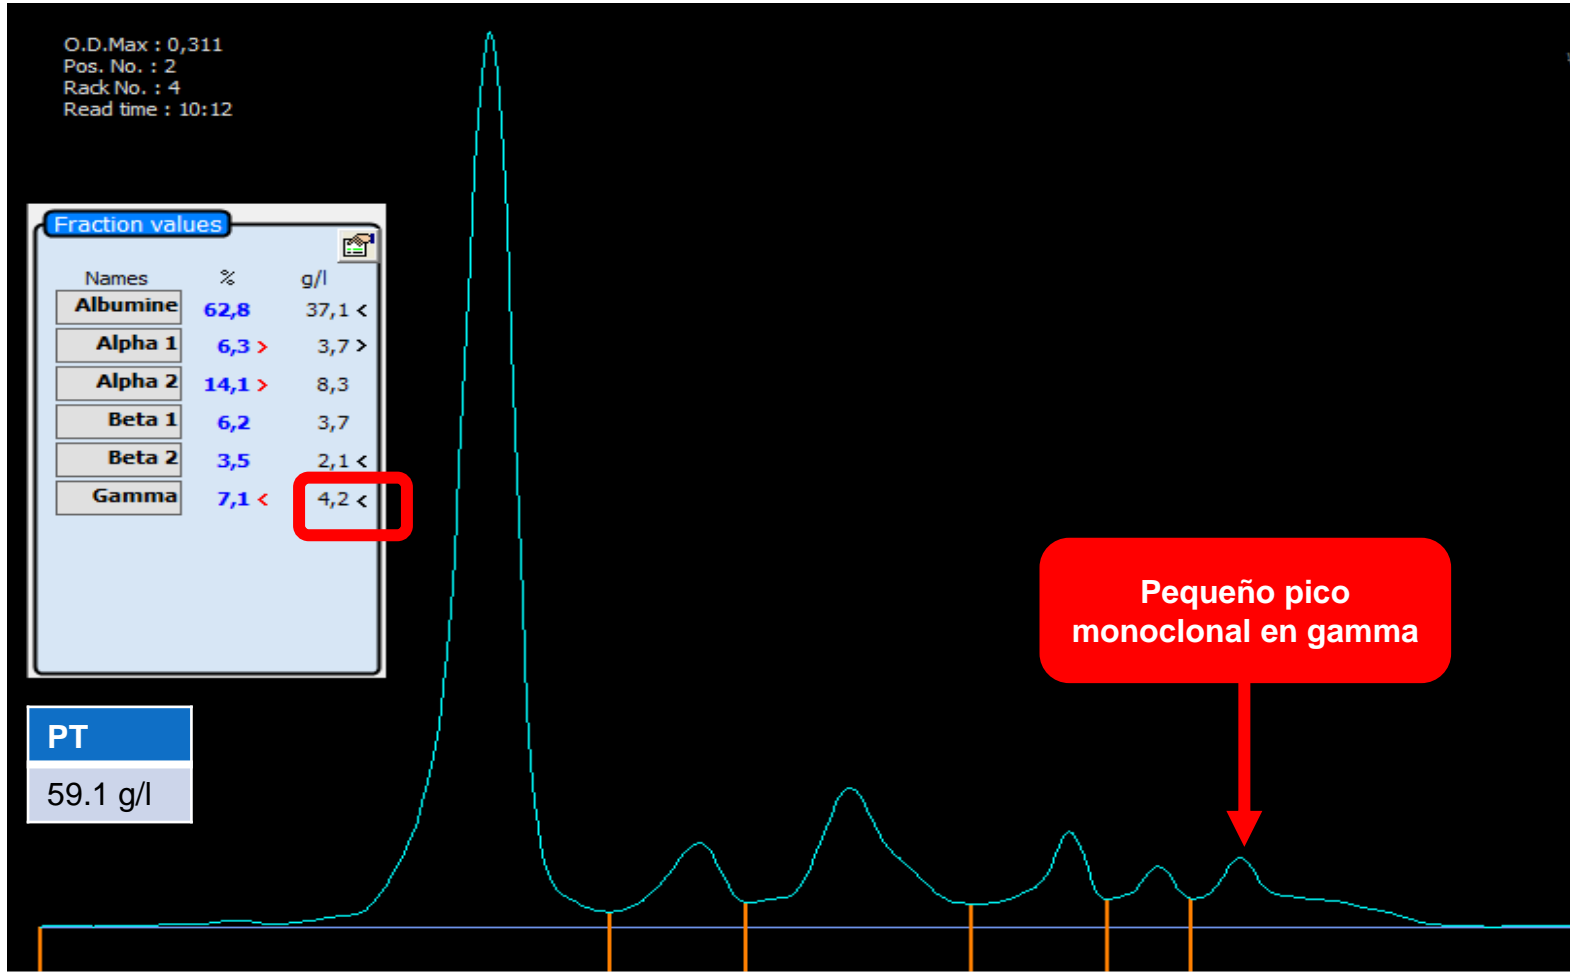 O.D.Max : 0,311
Pos. No. : 2
Rack No. : 4
Read time : 10:12
Fraction values
Names % g/l
Albumine 62,8 37,1 <
Alpha 1 6,3 > 3,7 >
Alpha 2 14,1 > 8,3
Beta 1 6,2 3,7
Beta 2 3,5 2,1 <
Gamma 7,1 < 4,2 <
Pequeño pico
monoclonal en gamma
PT
59.1 g/l